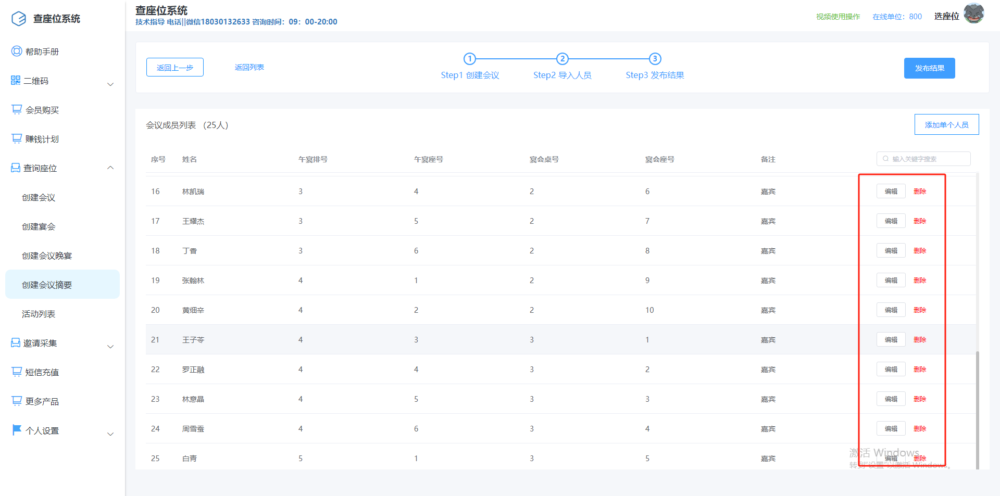 查座位系统
查座位系统
技术指导 电话||微信18030132633 咨询时间：09：00-20:00
视频使用操作
在线单位：800
选座位
帮助手册
二维码
会员购买
赚钱计划
查询座位
创建会议
创建宴会
创建会议晚宴
创建会议摘要
活动列表
邀请采集
短信充值
更多产品
个人设置
返回上一步
返回列表
1 2 3
Step1 创建会议
Step2 导入人员
Step3 发布结果
发布结果
会议成员列表 （25人）
添加单个人员
序号 姓名 午宴排号 午宴座号 宴会桌号 宴会座号 备注 输入关键字搜索
16 林凯瑞 3 4 2 6 嘉宾 编辑 删除
17 王耀杰 3 5 2 7 嘉宾 编辑 删除
18 丁香 3 6 2 8 嘉宾 编辑 删除
19 张翰林 4 1 2 9 嘉宾 编辑 删除
20 黄细辛 4 2 2 10 嘉宾 编辑 删除
21 王子苓 4 3 3 1 嘉宾 编辑 删除
22 罗正融 4 4 3 2 嘉宾 编辑 删除
23 林意晶 4 5 3 3 嘉宾 编辑 删除
24 周雪蚕 4 6 3 4 嘉宾 编辑 删除
25 白青 5 1 3 5 嘉宾 编辑 删除
激活 Windows
转到"设置"以激活 Windows。